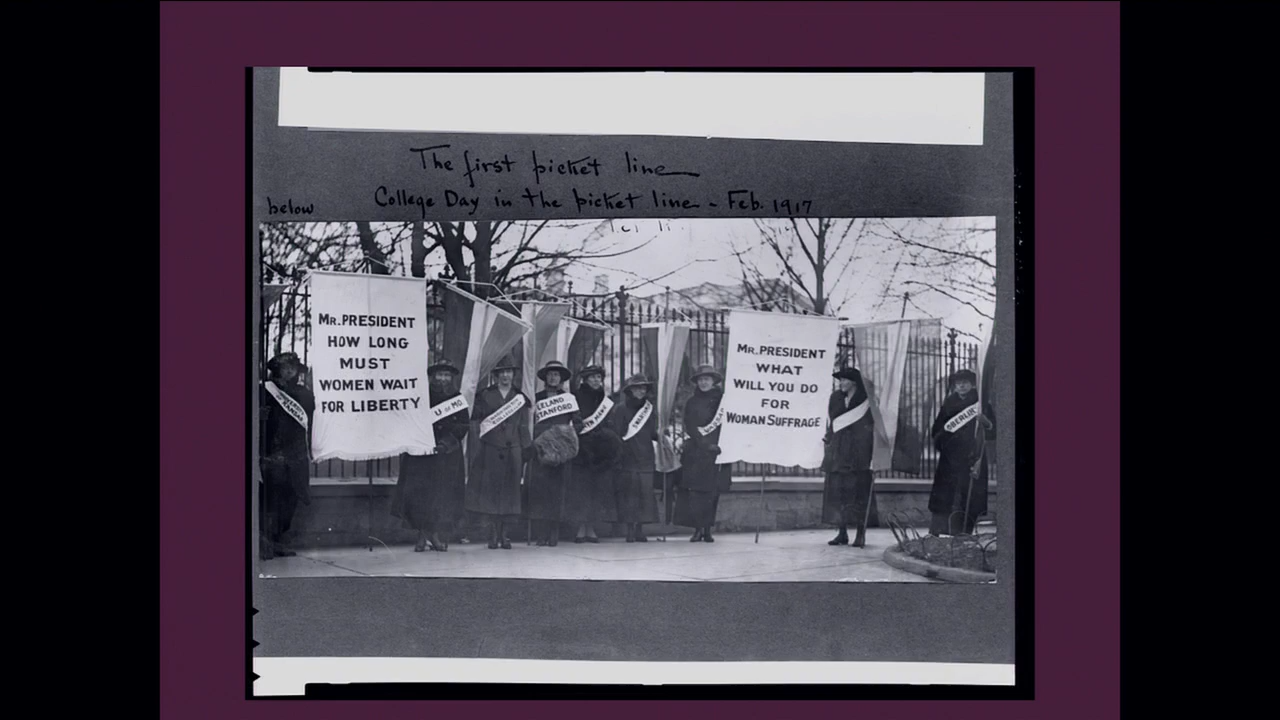 The first picket line
College Day in the picket line - Feb. 1917
below
MR. PRESIDENT
HOW LONG
MUST
WOMEN WAIT
FOR LIBERTY
MR. PRESIDENT
WHAT
WILL YOU DO
FOR
WOMAN SUFFRAGE
U of MO.
LELAND
STANFORD
OBERLIN